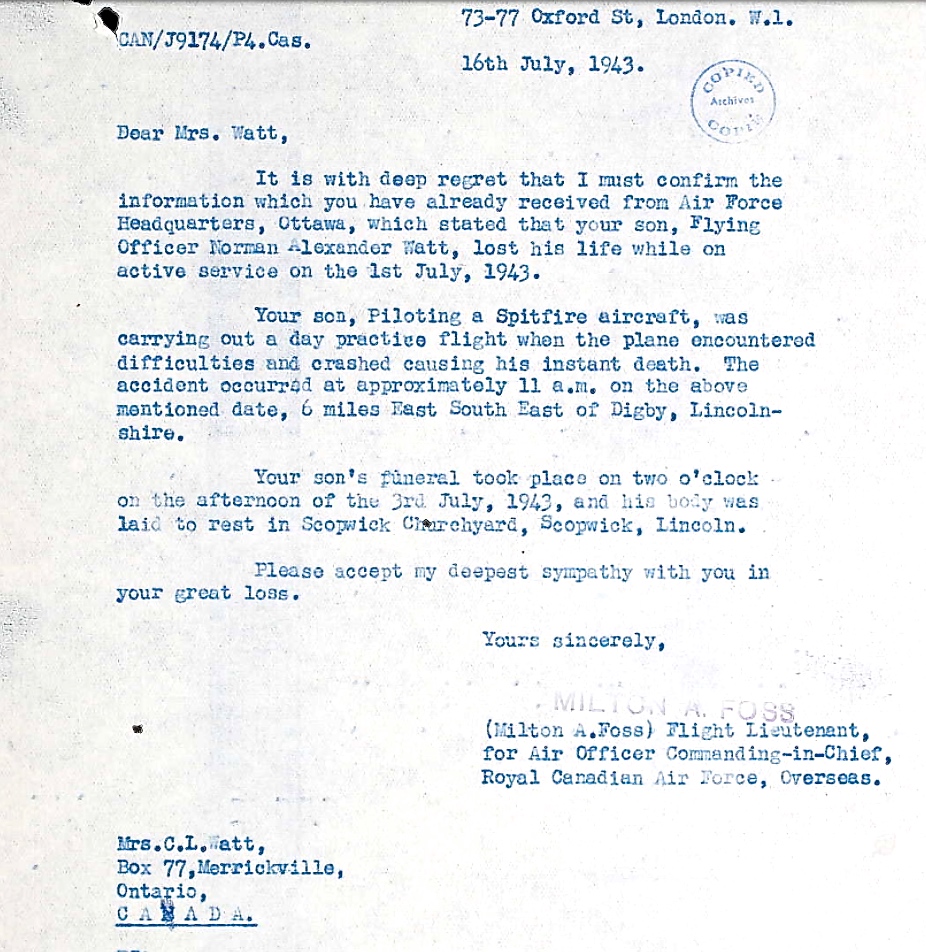 73-77 Oxford St, London. W.1.
CAN/J9174/P4.Cas.
16th July, 1943.
COPIED
Archives
COPIE
Dear Mrs. Watt,
It is with deep regret that I must confirm the
information which you have already received from Air Force
Headquarters, Ottawa, which stated that your son, Flying
Officer Norman Alexander Watt, lost his life while on
active service on the 1st July, 1943.
Your son, Piloting a Spitfire aircraft, was
carrying out a day practice flight when the plane encountered
difficulties and crashed causing his instant death. The
accident occurred at approximately 11 a.m. on the above
mentioned date, 6 miles East South East of Digby, Lincoln-
shire.
Your son's funeral took place on two o'clock
on the afternoon of the 3rd July, 1943, and his body was
laid to rest in Scopwick Churchyard, Scopwick, Lincoln.
Please accept my deepest sympathy with you in
your great loss.
Yours sincerely,
MILTON A. FOSS
(Milton A.Foss) Flight Lieutenant,
for Air Officer Commanding-in-Chief,
Royal Canadian Air Force, Overseas.
Mrs.C.L.Watt,
Box 77,Merrickville,
Ontario,
C A N A D A.